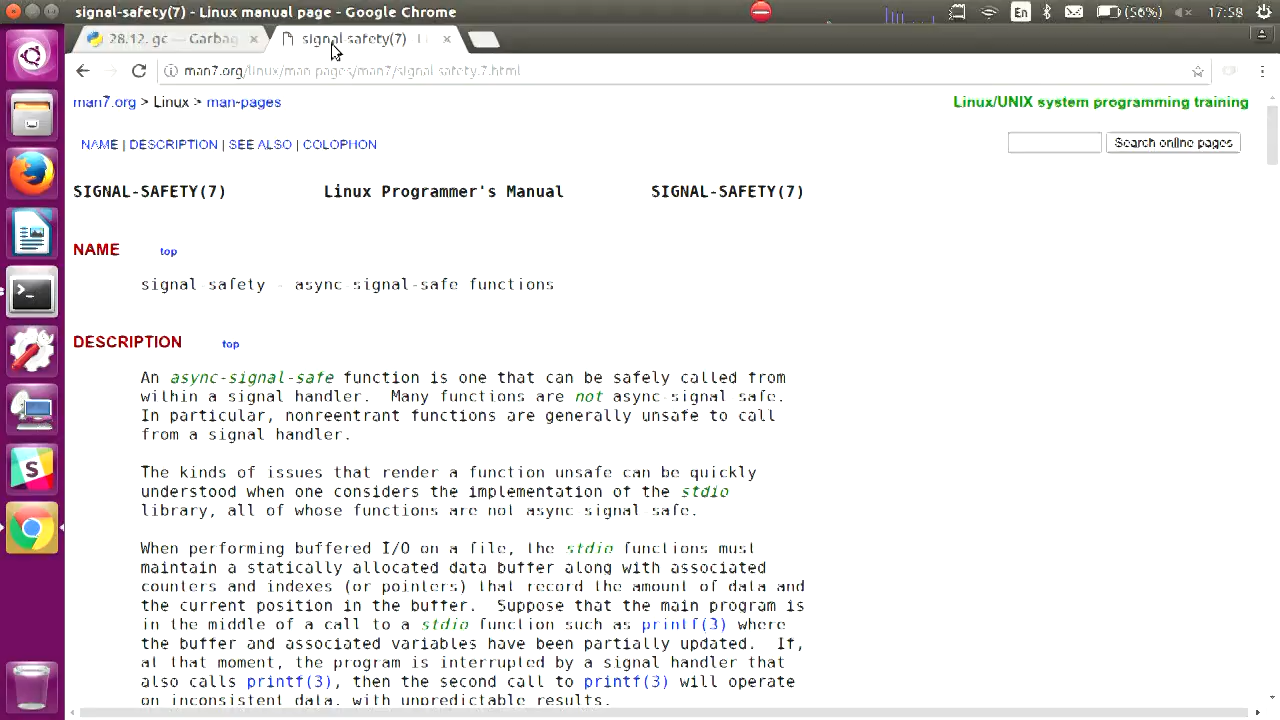 signal-safety(7) - Linux manual page - Google Chrome
En
(56%)
17:58
28.12. gc — Garbag
signal-safety(7)
man7.org/linux/man-pages/man7/signal-safety.7.html
man7.org > Linux > man-pages
Linux/UNIX system programming training
NAME | DESCRIPTION | SEE ALSO | COLOPHON
Search online pages
SIGNAL-SAFETY(7) Linux Programmer's Manual SIGNAL-SAFETY(7)
NAME top
signal-safety - async-signal-safe functions
DESCRIPTION top
An async-signal-safe function is one that can be safely called from
within a signal handler. Many functions are not async-signal-safe.
In particular, nonreentrant functions are generally unsafe to call
from a signal handler.
The kinds of issues that render a function unsafe can be quickly
understood when one considers the implementation of the stdio
library, all of whose functions are not async-signal-safe.
When performing buffered I/O on a file, the stdio functions must
maintain a statically allocated data buffer along with associated
counters and indexes (or pointers) that record the amount of data and
the current position in the buffer. Suppose that the main program is
in the middle of a call to a stdio function such as printf(3) where
the buffer and associated variables have been partially updated. If,
at that moment, the program is interrupted by a signal handler that
also calls printf(3), then the second call to printf(3) will operate
on inconsistent data, with unpredictable results.